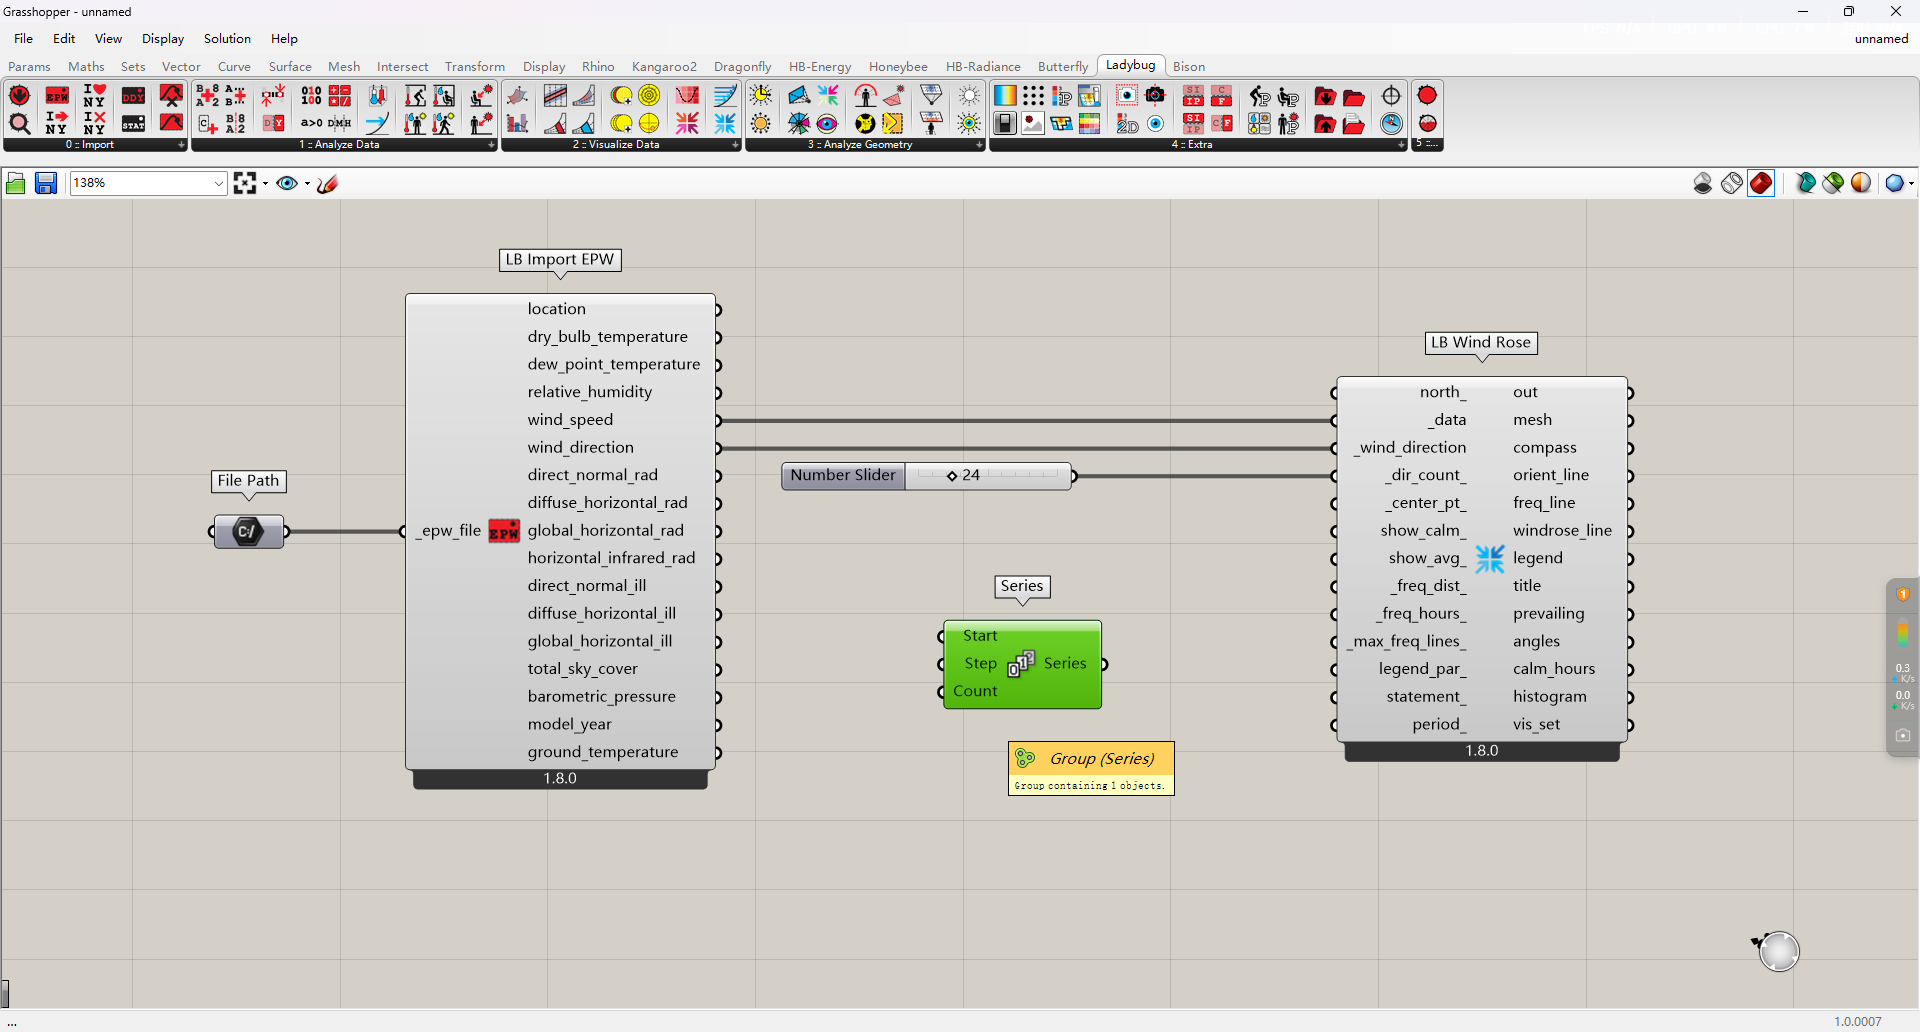 Grasshopper - unnamed
File Edit View Display Solution Help
unnamed
Params Maths Sets Vector Curve Surface Mesh Intersect Transform Display Rhino Kangaroo2 Dragonfly HB-Energy Honeybee HB-Radiance Butterfly Ladybug Bison
0 :: Import
1 :: Analyze Data
2 :: Visualize Data
3 :: Analyze Geometry
4 :: Extra
5 ::...
138%
LB Import EPW
location
dry_bulb_temperature
dew_point_temperature
relative_humidity
wind_speed
wind_direction
direct_normal_rad
diffuse_horizontal_rad
_epw_file
EPW
global_horizontal_rad
horizontal_infrared_rad
direct_normal_ill
diffuse_horizontal_ill
global_horizontal_ill
total_sky_cover
barometric_pressure
model_year
ground_temperature
1.8.0
File Path
C:/
Number Slider
24
Series
Start
Step
Series
Count
Group (Series)
Group containing 1 objects.
LB Wind Rose
north_ out
_data mesh
_wind_direction compass
_dir_count_ orient_line
_center_pt_ freq_line
show_calm_ windrose_line
show_avg_ legend
_freq_dist_ title
_freq_hours_ prevailing
_max_freq_lines_ angles
legend_par_ calm_hours
statement_ histogram
period_ vis_set
1.8.0
1
0.3
K/s
0.0
K/s
...
1.0.0007